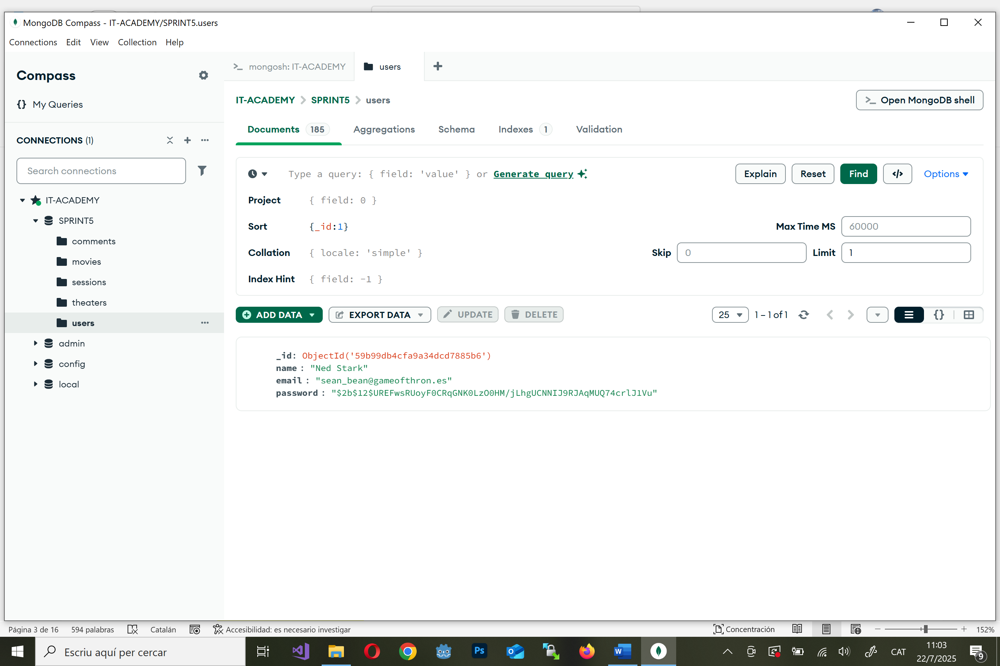 MongoDB Compass - IT-ACADEMY/SPRINT5.users
Connections Edit View Collection Help
Compass
{} My Queries
CONNECTIONS (1)
Search connections
IT-ACADEMY
SPRINT5
comments
movies
sessions
theaters
users
admin
config
local
>_ mongosh: IT-ACADEMY
users
IT-ACADEMY > SPRINT5 > users
>_ Open MongoDB shell
Documents 185 Aggregations Schema Indexes 1 Validation
Type a query: { field: 'value' } or Generate query
Explain Reset Find </> Options
Project { field: 0 }
Sort {_id:1}
Max Time MS 60000
Collation { locale: 'simple' }
Skip 0 Limit 1
Index Hint { field: -1 }
ADD DATA EXPORT DATA UPDATE DELETE
25 1 – 1 of 1 {}
_id: ObjectId('59b99db4cfa9a34dcd7885b6')
name : "Ned Stark"
email : "sean_bean@gameofthron.es"
password : "$2b$12$UREFwsRUoyF0CRqGNK0LzO0HM/jLhgUCNNIJ9RJAqMUQ74crlJ1Vu"
Página 3 de 16 594 palabras Catalán Accesibilidad: es necesario investigar Concentración 152%
Escriu aquí per cercar
Ps
CAT
11:03
22/7/2025
9